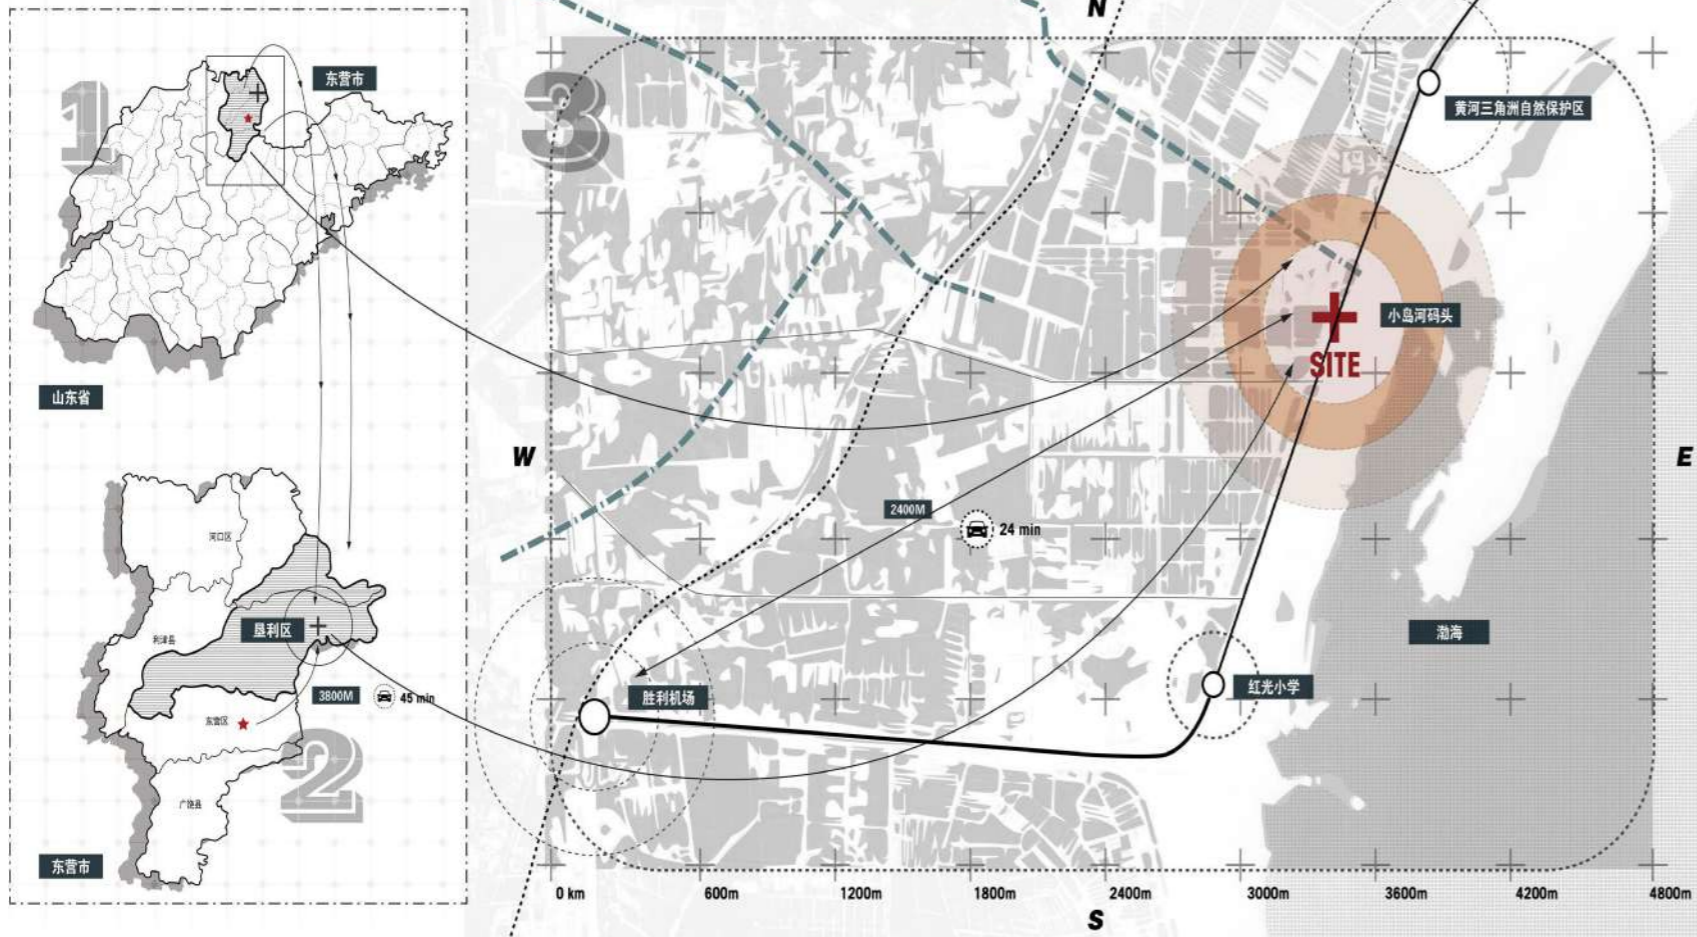 1
东营市
山东省
河口区
利津县
垦利区
3800M
45 min
东营区
2
广饶县
东营市
3
N
黄河三角洲自然保护区
小岛河码头
SITE
W
E
2400M
24 min
渤海
胜利机场
红光小学
0 km
600m
1200m
1800m
2400m
3000m
3600m
4200m
4800m
S